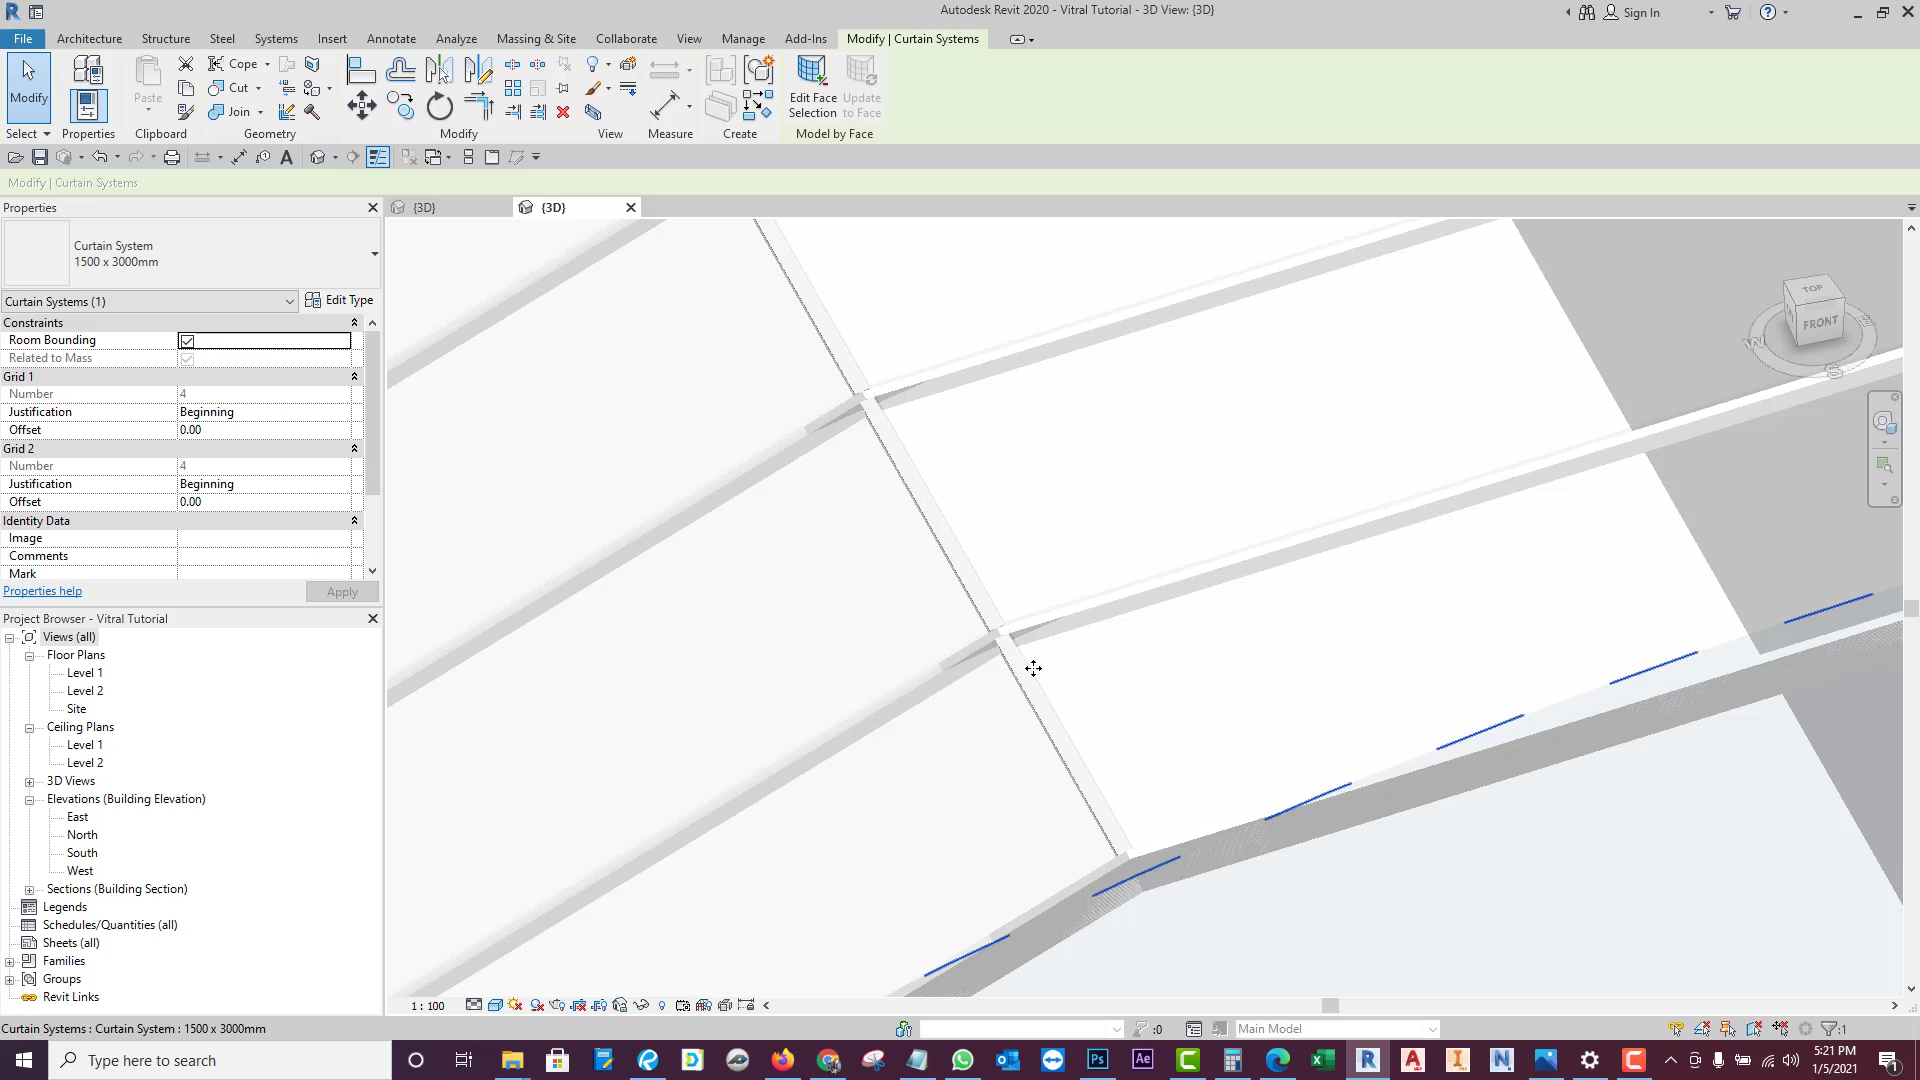 Autodesk Revit 2020 - Vitral Tutorial - 3D View: {3D}
Sign In
File
Architecture
Structure
Steel
Systems
Insert
Annotate
Analyze
Massing & Site
Collaborate
View
Manage
Add-Ins
Modify | Curtain Systems
Modify
Paste
Cope
Cut
Join
Edit Face
Selection
Update
to Face
Select
Properties
Clipboard
Geometry
Modify
View
Measure
Create
Model by Face
Modify | Curtain Systems
Properties
Curtain System
1500 x 3000mm
Curtain Systems (1)
Edit Type
Constraints
Room Bounding
Related to Mass
Grid 1
Number 4
Justification Beginning
Offset 0.00
Grid 2
Number 4
Justification Beginning
Offset 0.00
Identity Data
Image
Comments
Mark
Properties help
Apply
Project Browser - Vitral Tutorial
Views (all)
Floor Plans
Level 1
Level 2
Site
Ceiling Plans
Level 1
Level 2
3D Views
Elevations (Building Elevation)
East
North
South
West
Sections (Building Section)
Legends
Schedules/Quantities (all)
Sheets (all)
Families
Groups
Revit Links
{3D}
{3D}
TOP
FRONT
W
S
1 : 100
Curtain Systems : Curtain System : 1500 x 3000mm
:0
Main Model
:1
Type here to search
5:21 PM
1/5/2021
1